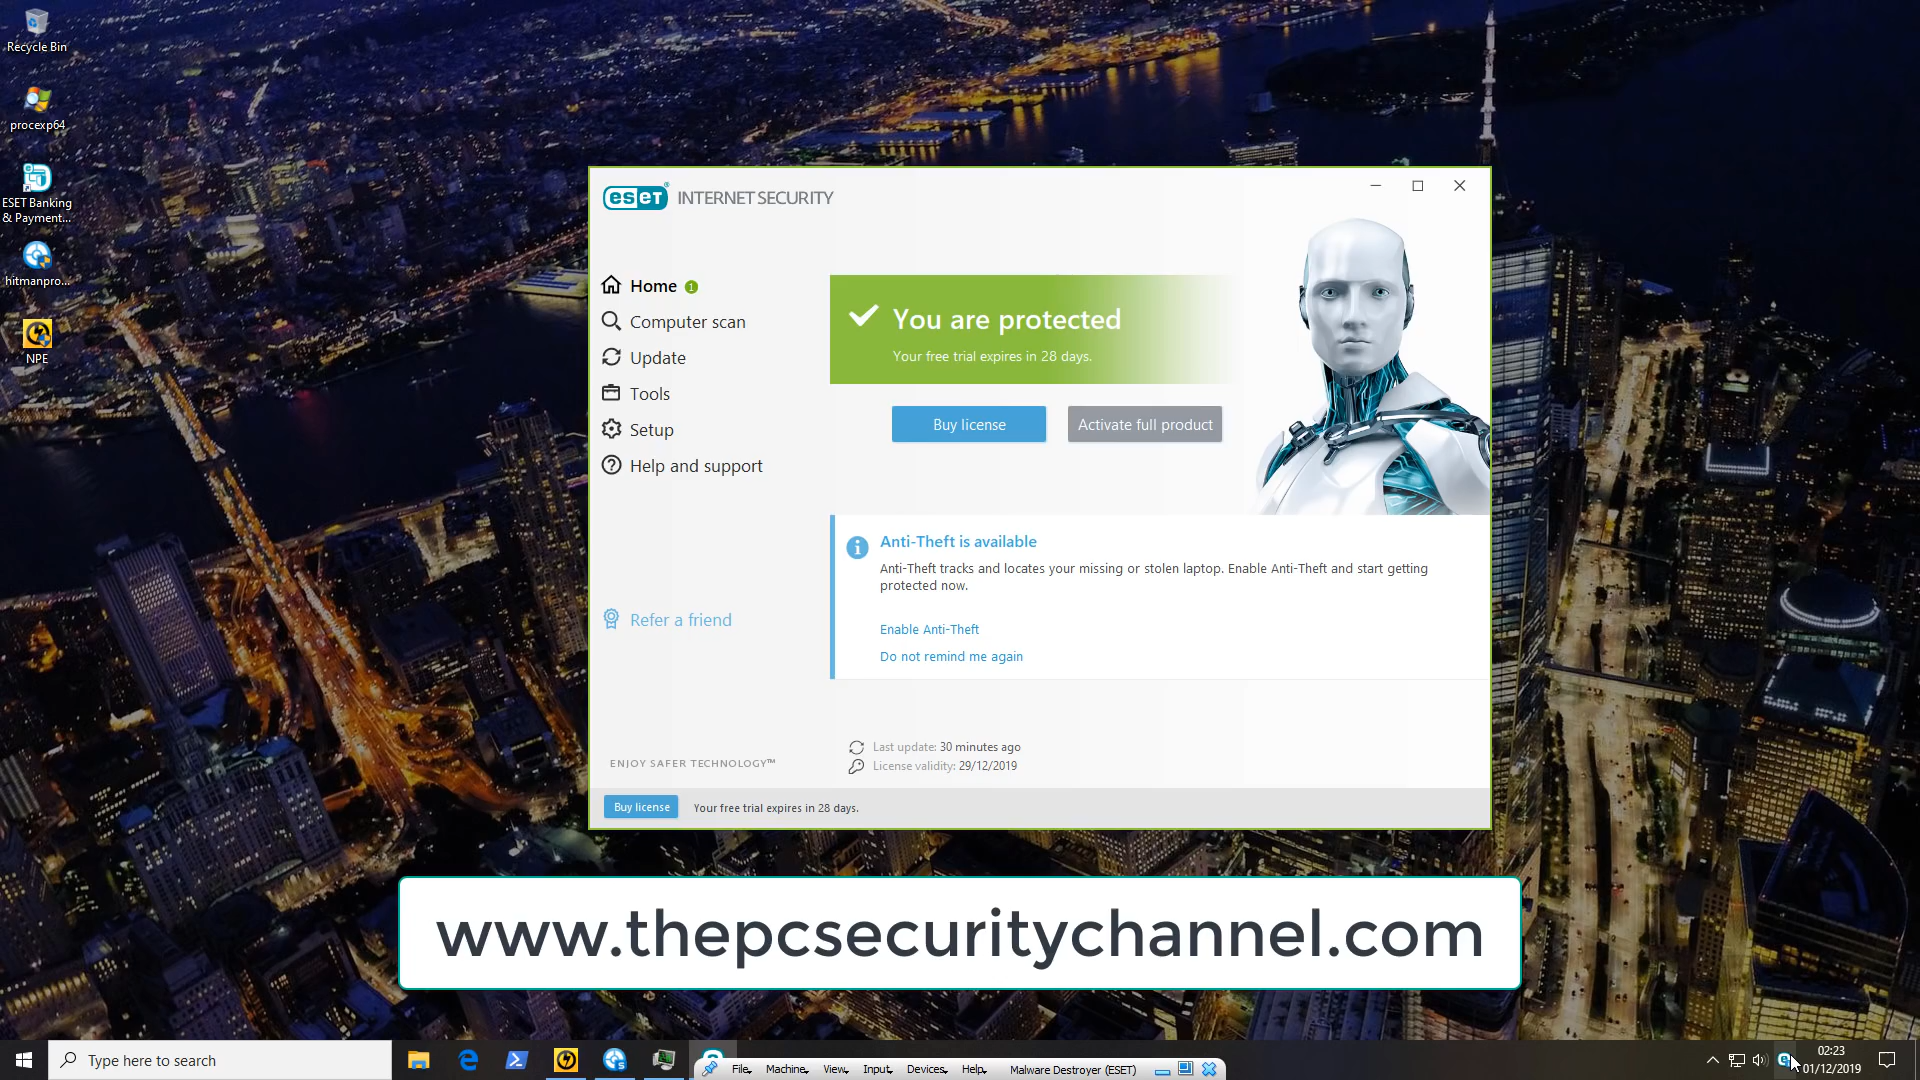 Recycle Bin
procexp64
ESET Banking
& Payment...
hitmanpro...
NPE
eseT® INTERNET SECURITY
Home 1
Computer scan
Update
Tools
Setup
Help and support
Refer a friend
ENJOY SAFER TECHNOLOGY™
You are protected
Your free trial expires in 28 days.
Buy license
Activate full product
Anti-Theft is available
Anti-Theft tracks and locates your missing or stolen laptop. Enable Anti-Theft and start getting
protected now.
Enable Anti-Theft
Do not remind me again
Last update: 30 minutes ago
License validity: 29/12/2019
Buy license
Your free trial expires in 28 days.
www.thepcsecuritychannel.com
Type here to search
File Machine View Input Devices Help Malware Destroyer (ESET)
02:23
01/12/2019